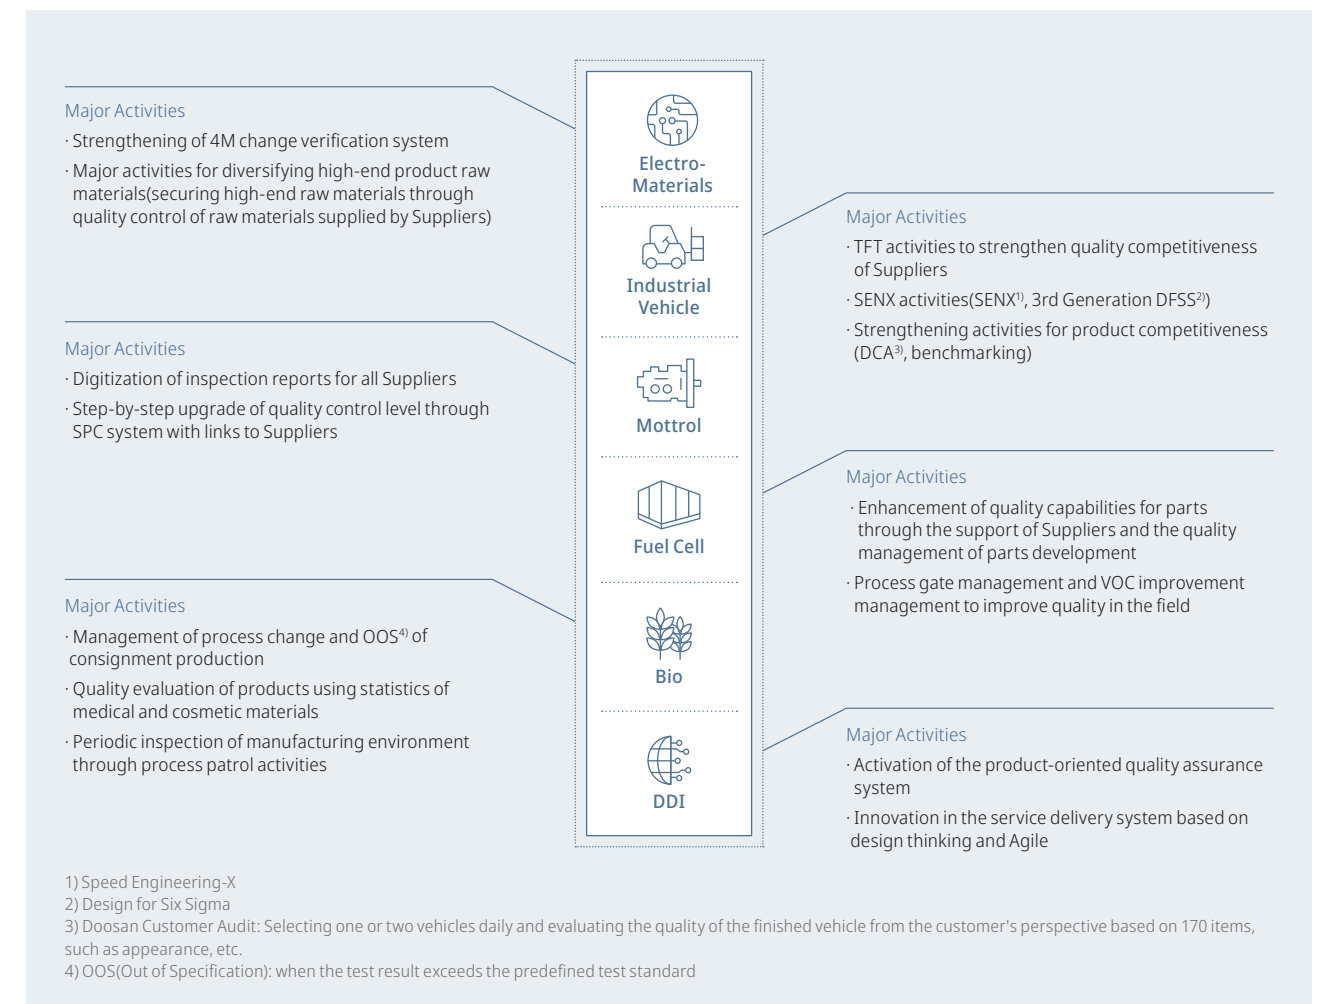 Major Activities
· Strengthening of 4M change verification system
· Major activities for diversifying high-end product raw
materials(securing high-end raw materials through
quality control of raw materials supplied by Suppliers)
Major Activities
· Digitization of inspection reports for all Suppliers
· Step-by-step upgrade of quality control level through
SPC system with links to Suppliers
Major Activities
· Management of process change and OOS4) of
consignment production
· Quality evaluation of products using statistics of
medical and cosmetic materials
· Periodic inspection of manufacturing environment
through process patrol activities
Electro-
Materials
Industrial
Vehicle
Mottrol
Fuel Cell
Bio
DDI
Major Activities
· TFT activities to strengthen quality competitiveness
of Suppliers
· SENX activities(SENX1), 3rd Generation DFSS2))
· Strengthening activities for product competitiveness
(DCA3), benchmarking)
Major Activities
· Enhancement of quality capabilities for parts
through the support of Suppliers and the quality
management of parts development
· Process gate management and VOC improvement
management to improve quality in the field
Major Activities
· Activation of the product-oriented quality assurance
system
· Innovation in the service delivery system based on
design thinking and Agile
1) Speed Engineering-X
2) Design for Six Sigma
3) Doosan Customer Audit: Selecting one or two vehicles daily and evaluating the quality of the finished vehicle from the customer's perspective based on 170 items,
such as appearance, etc.
4) OOS(Out of Specification): when the test result exceeds the predefined test standard